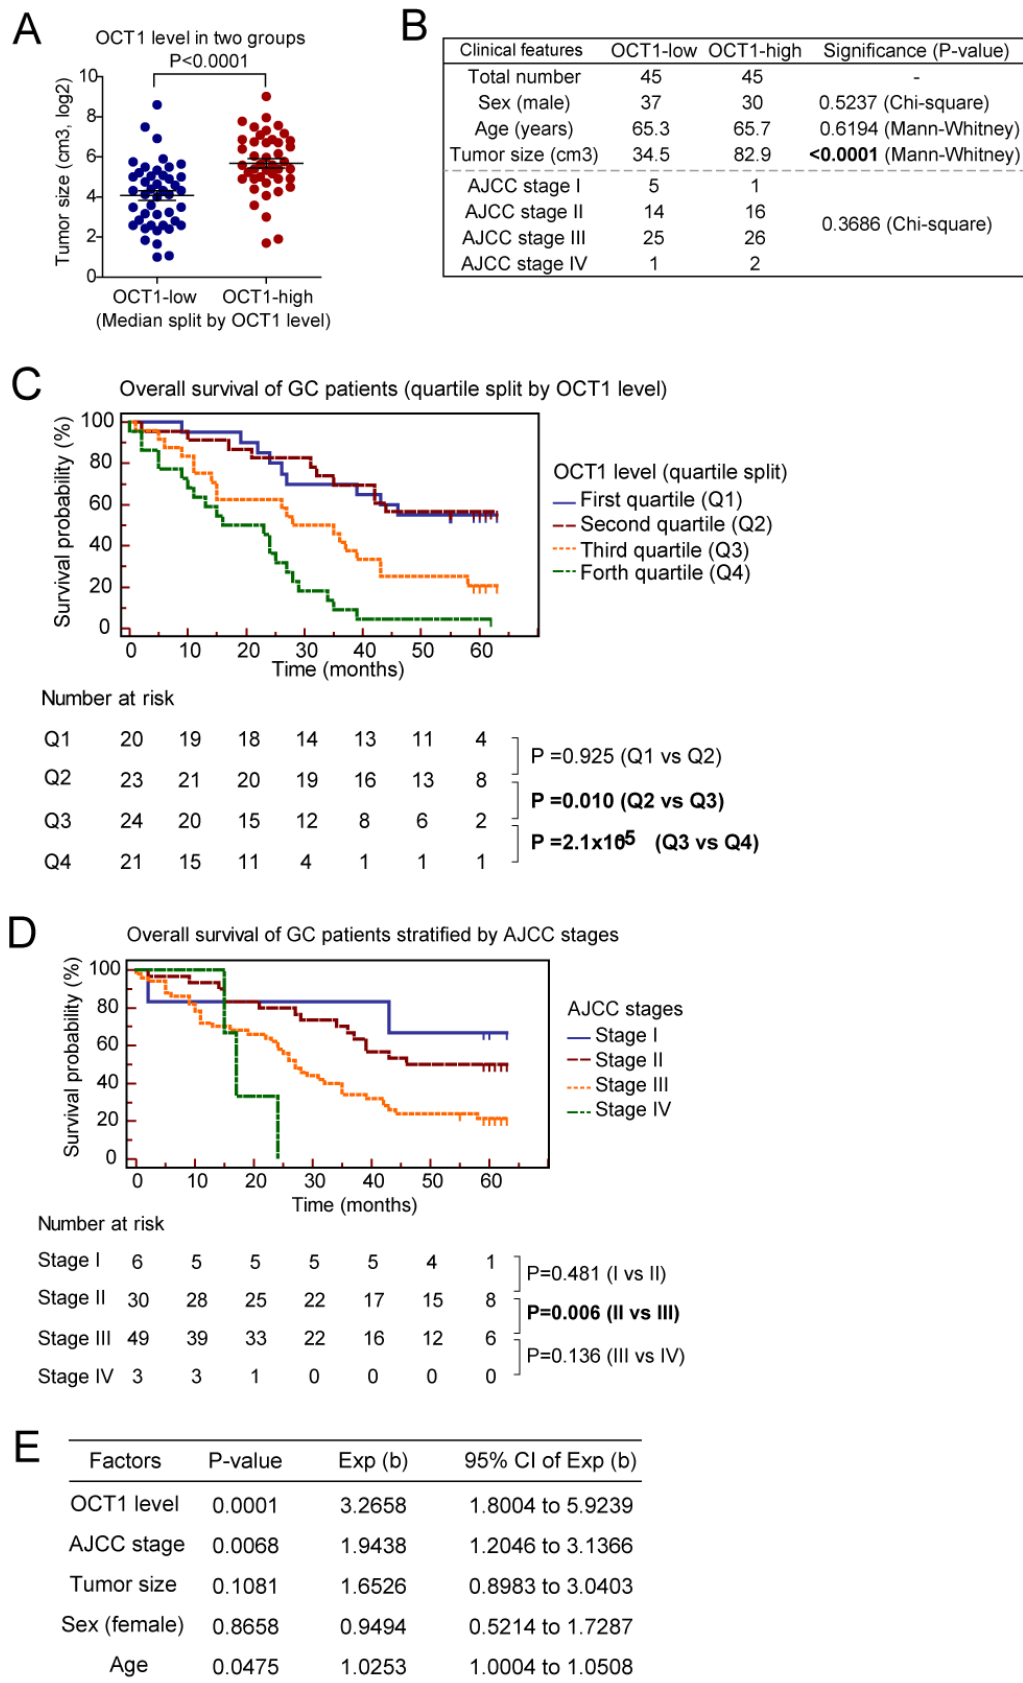 A
OCT1 level in two groups
P<0.0001
Tumor size (cm3, log2)
10
8
6
4
2
0
OCT1-low OCT1-high
(Median split by OCT1 level)
B
Clinical features OCT1-low OCT1-high Significance (P-value)
Total number 45 45 -
Sex (male) 37 30 0.5237 (Chi-square)
Age (years) 65.3 65.7 0.6194 (Mann-Whitney)
Tumor size (cm3) 34.5 82.9 <0.0001 (Mann-Whitney)
AJCC stage I 5 1
AJCC stage II 14 16
0.3686 (Chi-square)
AJCC stage III 25 26
AJCC stage IV 1 2
C
Overall survival of GC patients (quartile split by OCT1 level)
Survival probability (%)
100
80
60
40
20
0
0 10 20 30 40 50 60
Time (months)
OCT1 level (quartile split)
First quartile (Q1)
Second quartile (Q2)
Third quartile (Q3)
Forth quartile (Q4)
Number at risk
Q1 20 19 18 14 13 11 4
P =0.925 (Q1 vs Q2)
Q2 23 21 20 19 16 13 8
P =0.010 (Q2 vs Q3)
Q3 24 20 15 12 8 6 2
P =2.1x10-5 (Q3 vs Q4)
Q4 21 15 11 4 1 1 1
D
Overall survival of GC patients stratified by AJCC stages
Survival probability (%)
100
80
60
40
20
0
0 10 20 30 40 50 60
Time (months)
AJCC stages
Stage I
Stage II
Stage III
Stage IV
Number at risk
Stage I 6 5 5 5 5 4 1
P=0.481 (I vs II)
Stage II 30 28 25 22 17 15 8
P=0.006 (II vs III)
Stage III 49 39 33 22 16 12 6
P=0.136 (III vs IV)
Stage IV 3 3 1 0 0 0 0
E
Factors P-value Exp (b) 95% CI of Exp (b)
OCT1 level 0.0001 3.2658 1.8004 to 5.9239
AJCC stage 0.0068 1.9438 1.2046 to 3.1366
Tumor size 0.1081 1.6526 0.8983 to 3.0403
Sex (female) 0.8658 0.9494 0.5214 to 1.7287
Age 0.0475 1.0253 1.0004 to 1.0508